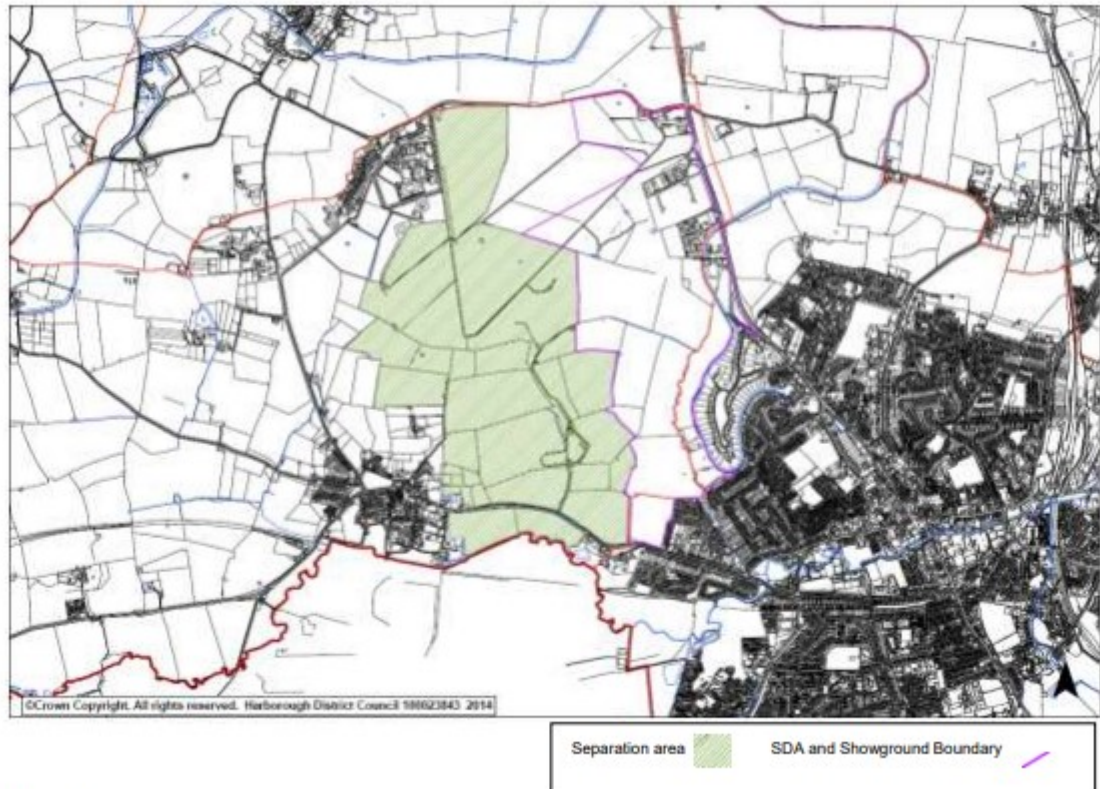 ©Crown Copyright. All rights reserved. Harborough District Council 100023843 2014
Separation area
SDA and Showground Boundary